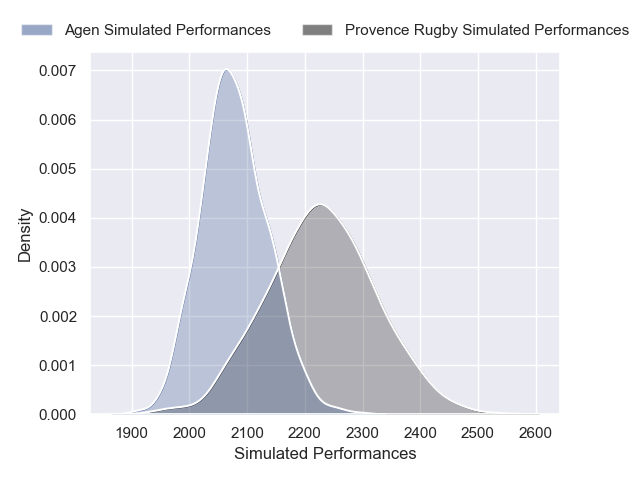 Agen Simulated Performances
Provence Rugby Simulated Performances
0.007
0.006
0.005
0.004
0.003
0.002
0.001
0.000
Density
1900 2000 2100 2200 2300 2400 2500 2600
Simulated Performances